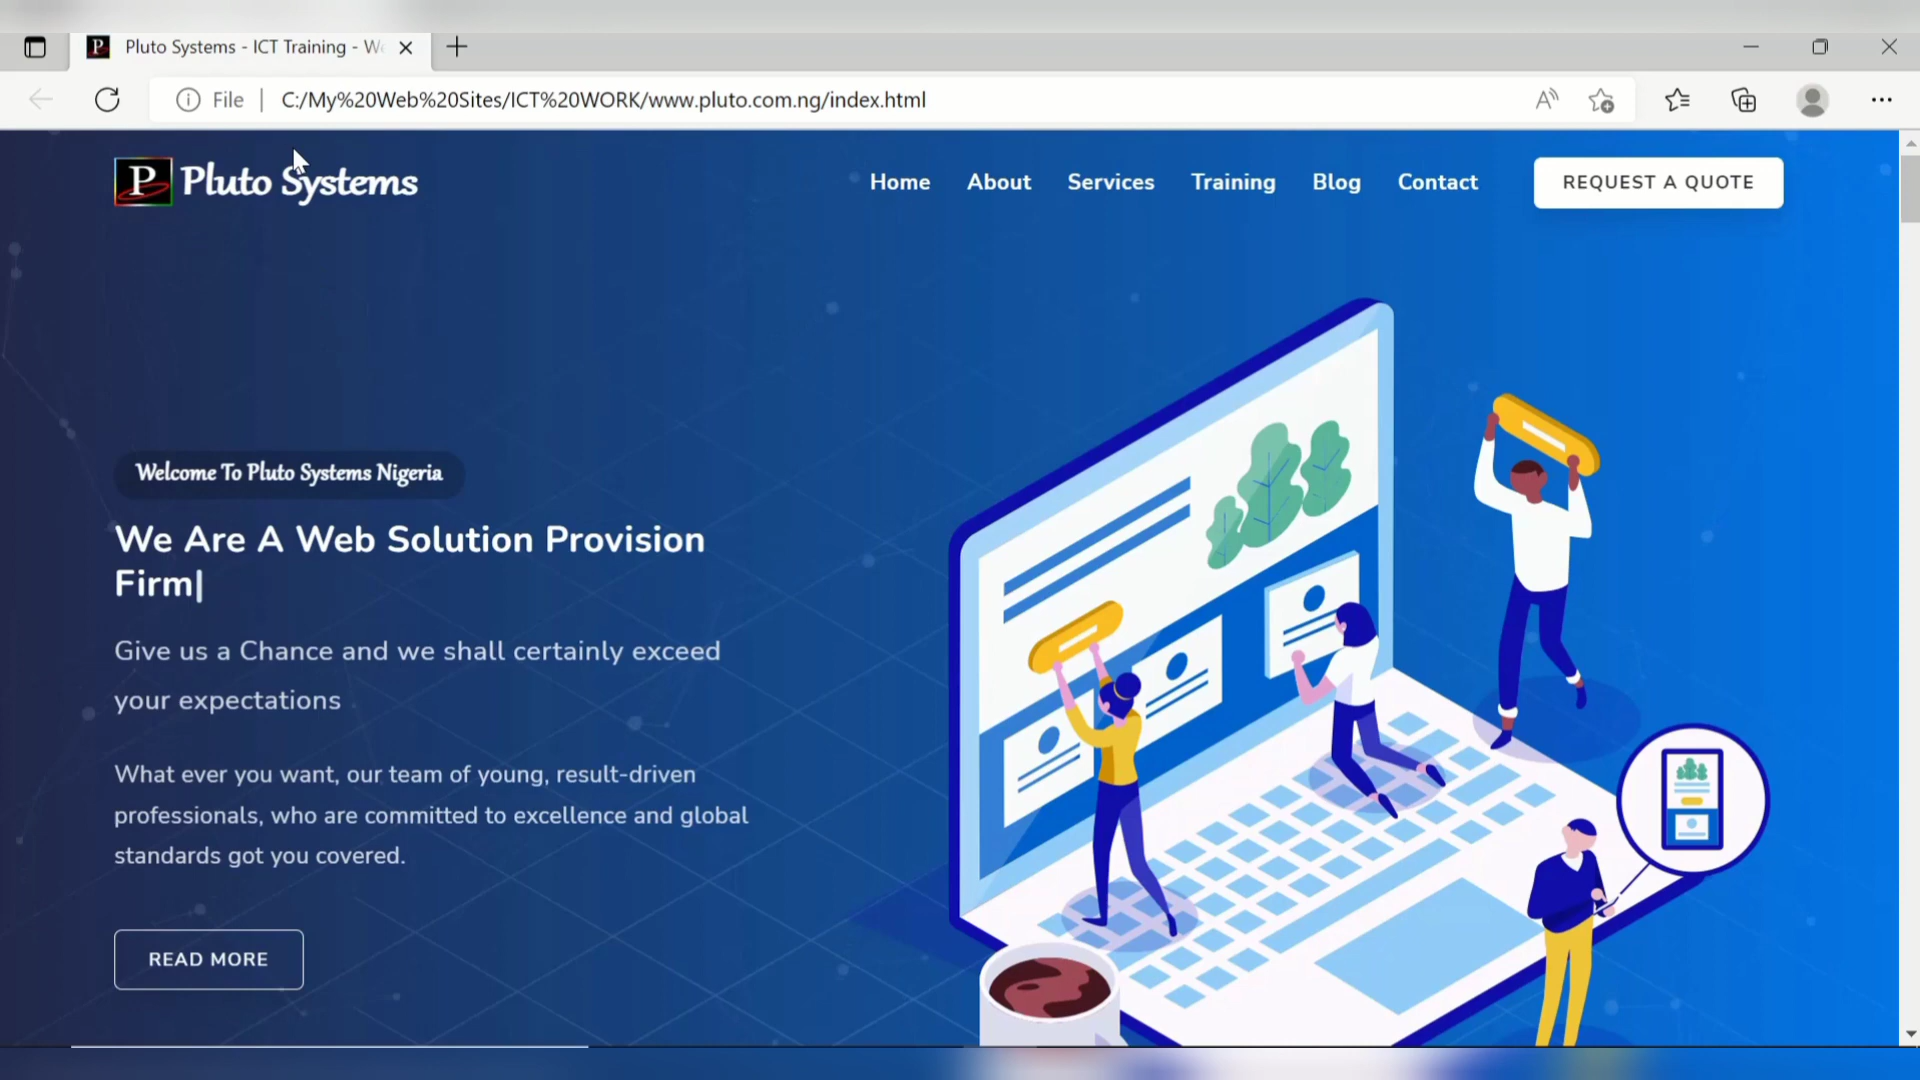 Pluto Systems - ICT Training - We
File
C:/My%20Web%20Sites/ICT%20WORK/www.pluto.com.ng/index.html
P Pluto Systems
Home About Services Training Blog Contact REQUEST A QUOTE
Welcome To Pluto Systems Nigeria
We Are A Web Solution Provision
Firm|
Give us a Chance and we shall certainly exceed
your expectations
What ever you want, our team of young, result-driven
professionals, who are committed to excellence and global
standards got you covered.
READ MORE